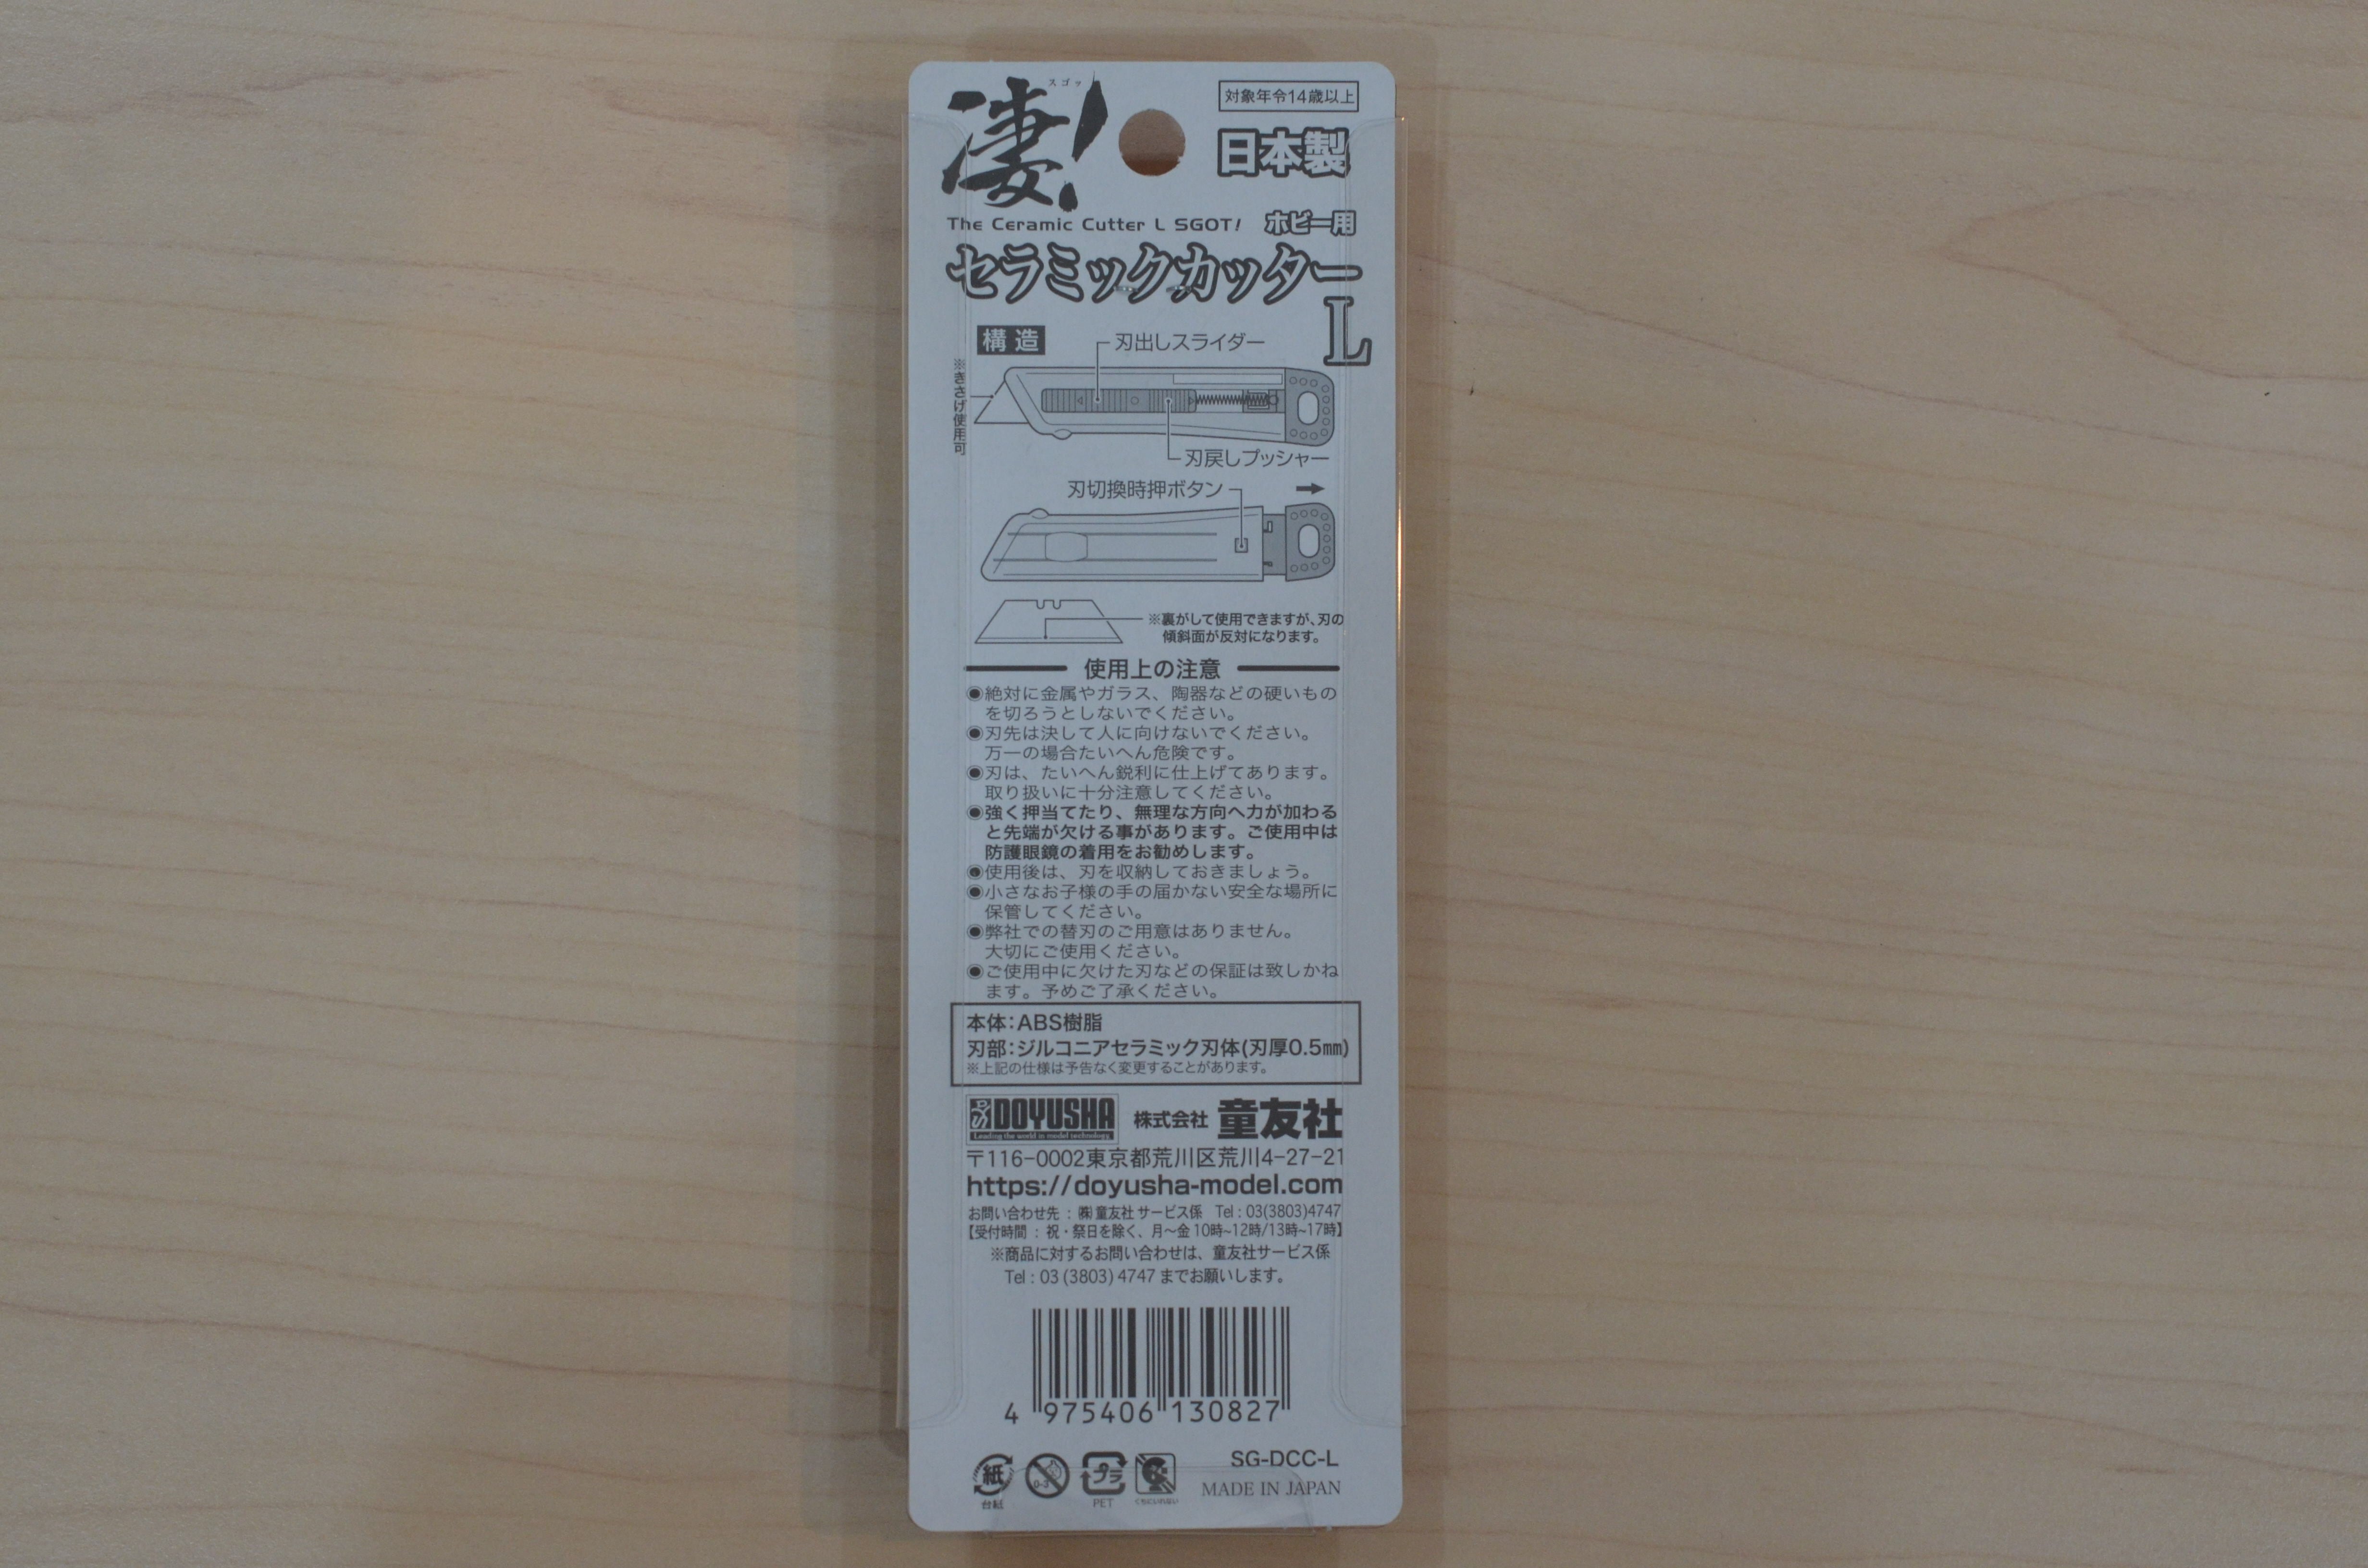 スゴッ
凄!
対象年令14歳以上
日本製
The Ceramic Cutter L SGOT! ホビー用
セラミックカッター
L
構造
刃出しスライダー
※きさげ使用可
刃戻しプッシャー
刃切換時押ボタン
※裏がして使用できますが、刃の
傾斜面が反対になります。
使用上の注意
◉絶対に金属やガラス、陶器などの硬いもの
を切ろうとしないでください。
◉刃先は決して人に向けないでください。
万一の場合たいへん危険です。
◉刃は、たいへん鋭利に仕上げてあります。
取り扱いに十分注意してください。
◉強く押当てたり、無理な方向へ力が加わる
と先端が欠ける事があります。ご使用中は
防護眼鏡の着用をお勧めします。
◉使用後は、刃を収納しておきましょう。
◉小さなお子様の手の届かない安全な場所に
保管してください。
◉弊社での替刃のご用意はありません。
大切にご使用ください。
◉ご使用中に欠けた刃などの保証は致しかね
ます。予めご了承ください。
本体:ABS樹脂
刃部:ジルコニアセラミック刃体(刃厚0.5㎜)
※上記の仕様は予告なく変更することがあります。
DOYUSHA 株式会社 童友社
Leading the world in model technology.
〒116-0002東京都荒川区荒川4-27-21
https://doyusha-model.com
お問い合わせ先 : ㈱童友社 サービス係 Tel : 03(3803)4747
【受付時間 : 祝・祭日を除く、月〜金 10時~12時/13時~17時】
※商品に対するお問い合わせは、童友社サービス係
Tel : 03 (3803) 4747 までお願いします。
4 975406 130827
紙 0-3 プラ SG-DCC-L
台紙 PET くちにいれない MADE IN JAPAN